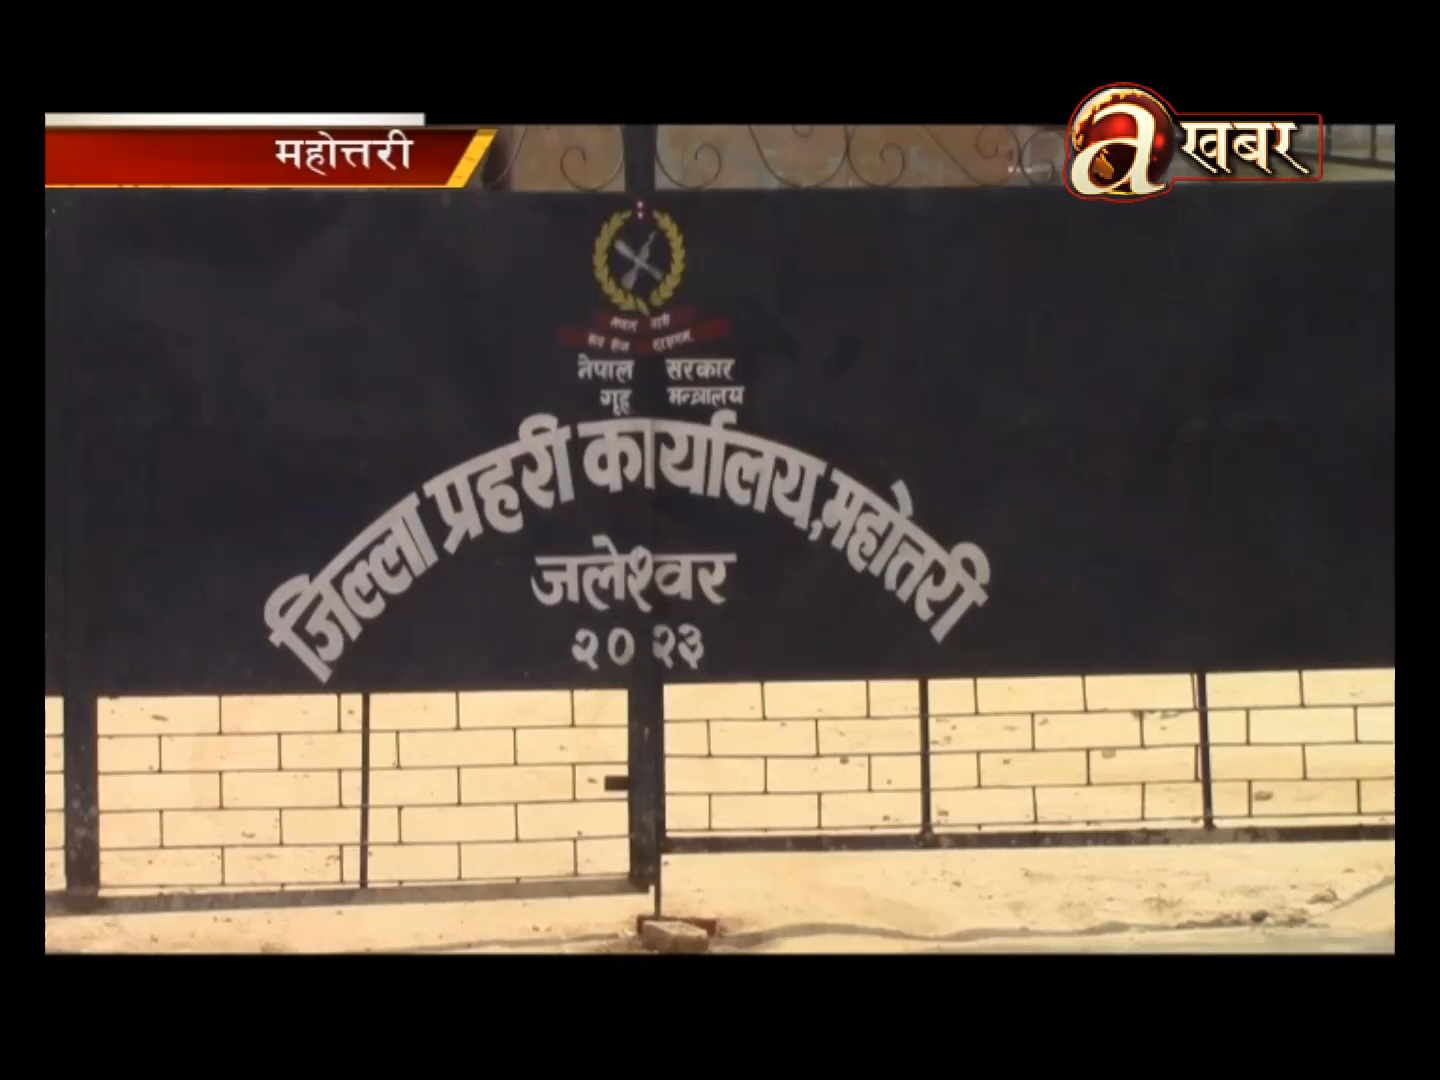 महोत्तरी
a खबर
नेपाल सरकार
गृह मन्त्रालय
जिल्ला प्रहरी कार्यालय, महोत्तरी
जलेश्वर
२०२३